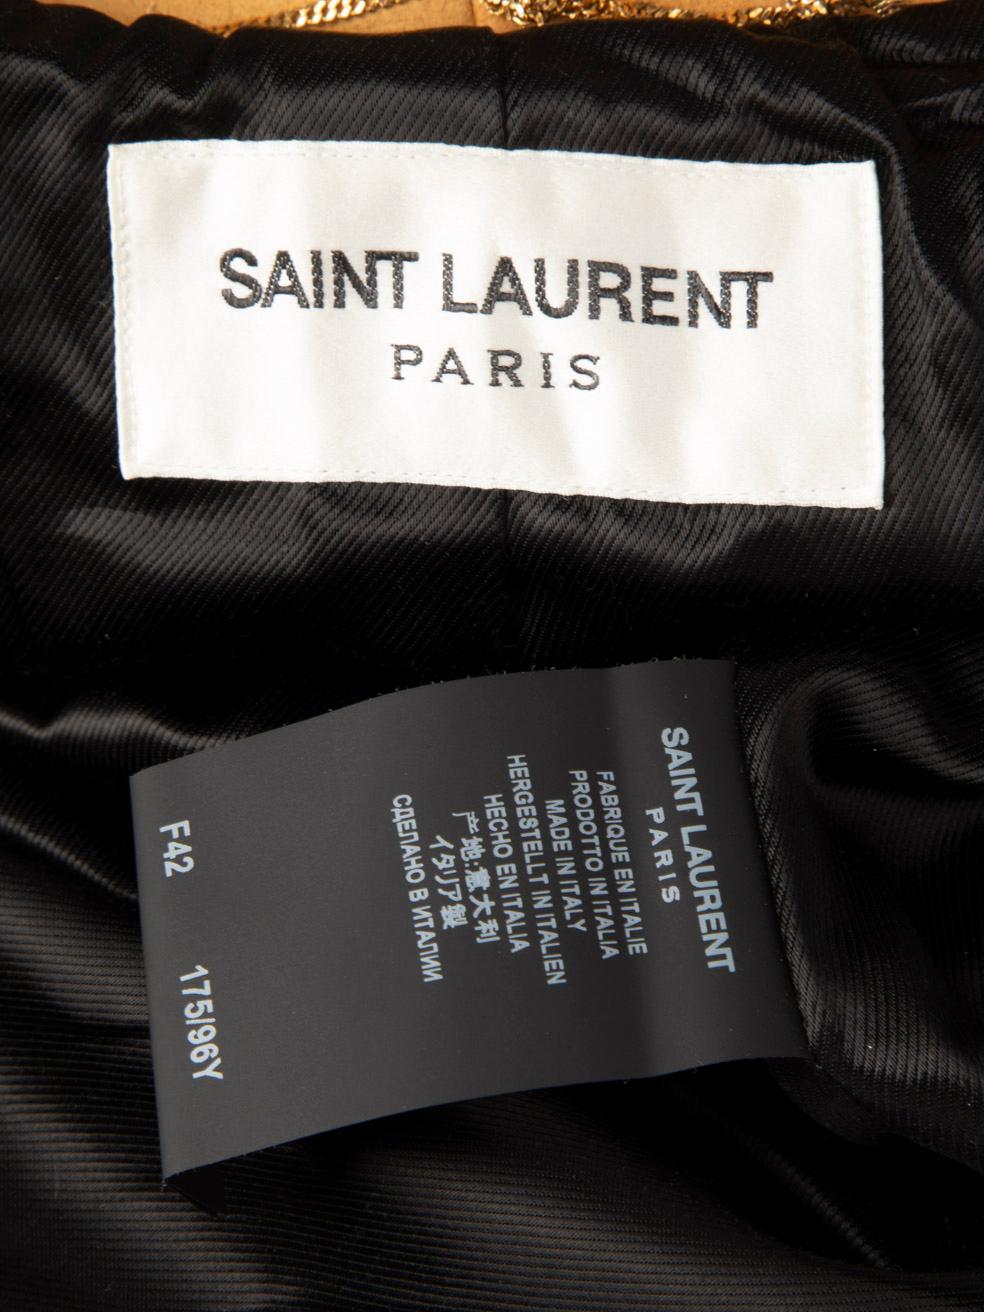 SAINT LAURENT
PARIS
SAINT LAURENT
PARIS
FABRIQUE EN ITALIE
PRODOTTO IN ITALIA
MADE IN ITALY
HERGESTELLT IN ITALIEN
HECHO EN ITALIA
产地:意大利
イタリア製
СДЕЛАНО В ИТАЛИИ
F42 175/96Y